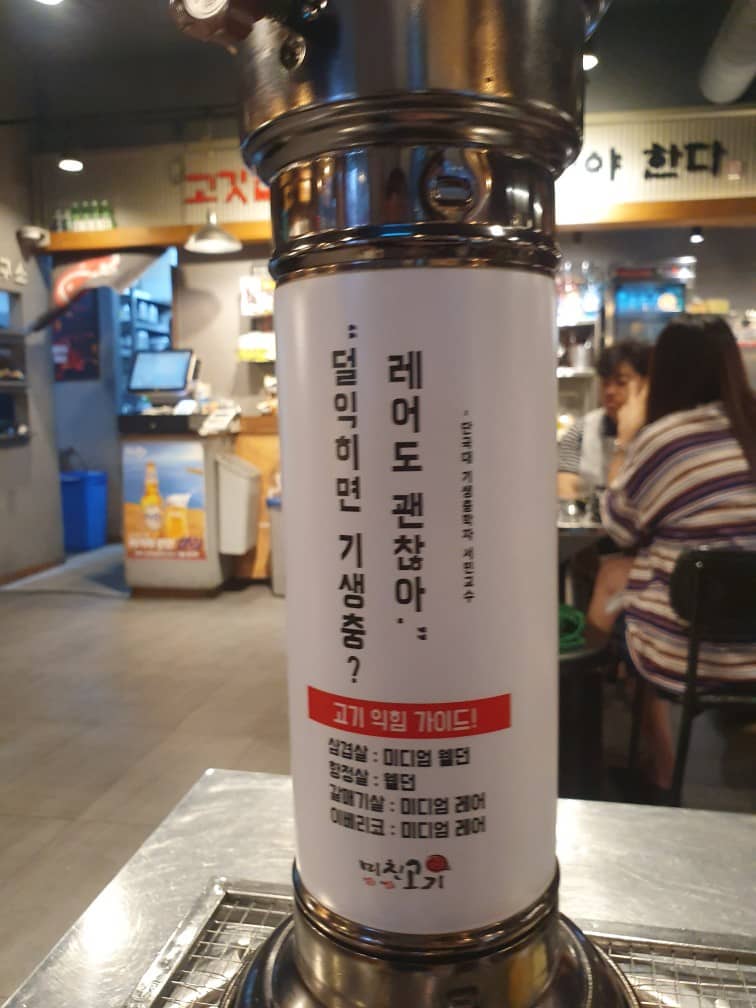 고깃
야 한다
"덜익히면 기생충?
레어도 괜찮아."
- 단국대 기생충학자 서민교수
고기 익힘 가이드!
삼겹살 : 미디엄 웰던
항정살 : 웰던
갈매기살 : 미디엄 레어
이베리코 : 미디엄 레어
미친고기